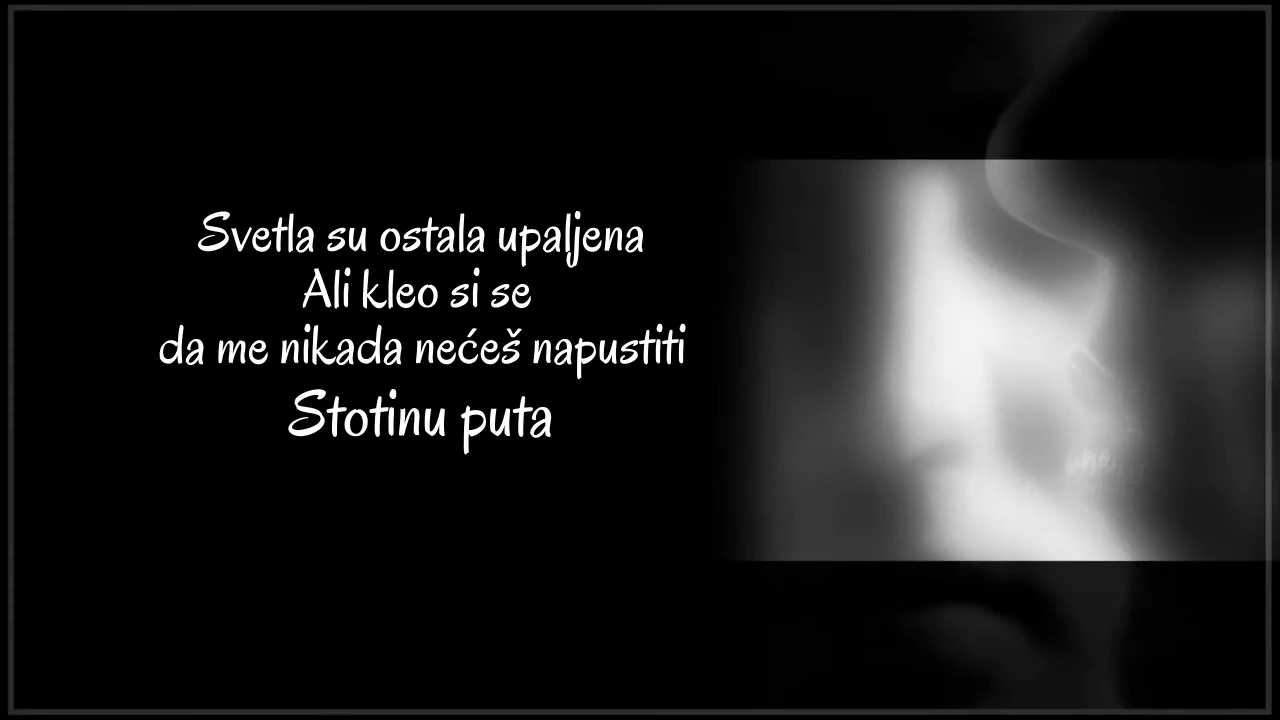 Svetla su ostala upaljena
Ali kleo si se
da me nikada nećeš napustiti
Stotinu puta